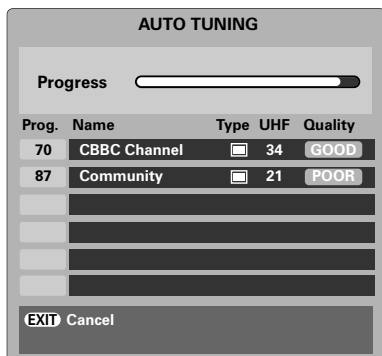 AUTO TUNING
Progress
Prog. Name Type UHF Quality
70 CBBC Channel 34 GOOD
87 Community 21 POOR
EXIT Cancel